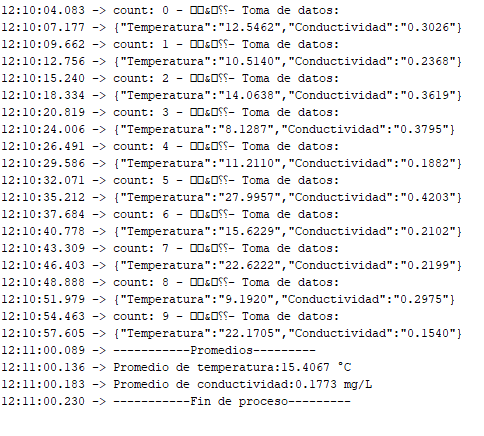 12:10:04.083 -> count: 0 - □□&□⸮⸮- Toma de datos:
12:10:07.177 -> {"Temperatura":"12.5462","Conductividad":"0.3026"}
12:10:09.662 -> count: 1 - □□&□⸮⸮- Toma de datos:
12:10:12.756 -> {"Temperatura":"10.5140","Conductividad":"0.2368"}
12:10:15.240 -> count: 2 - □□&□⸮⸮- Toma de datos:
12:10:18.334 -> {"Temperatura":"14.0638","Conductividad":"0.3619"}
12:10:20.819 -> count: 3 - □□&□⸮⸮- Toma de datos:
12:10:24.006 -> {"Temperatura":"8.1287","Conductividad":"0.3795"}
12:10:26.491 -> count: 4 - □□&□⸮⸮- Toma de datos:
12:10:29.586 -> {"Temperatura":"11.2110","Conductividad":"0.1882"}
12:10:32.071 -> count: 5 - □□&□⸮⸮- Toma de datos:
12:10:35.212 -> {"Temperatura":"27.9957","Conductividad":"0.4203"}
12:10:37.684 -> count: 6 - □□&□⸮⸮- Toma de datos:
12:10:40.778 -> {"Temperatura":"15.6229","Conductividad":"0.2102"}
12:10:43.309 -> count: 7 - □□&□⸮⸮- Toma de datos:
12:10:46.403 -> {"Temperatura":"22.6222","Conductividad":"0.2199"}
12:10:48.888 -> count: 8 - □□&□⸮⸮- Toma de datos:
12:10:51.979 -> {"Temperatura":"9.1920","Conductividad":"0.2975"}
12:10:54.463 -> count: 9 - □□&□⸮⸮- Toma de datos:
12:10:57.605 -> {"Temperatura":"22.1705","Conductividad":"0.1540"}
12:11:00.089 -> -----------Promedios---------
12:11:00.136 -> Promedio de temperatura:15.4067 °C
12:11:00.183 -> Promedio de conductividad:0.1773 mg/L
12:11:00.230 -> -----------Fin de proceso---------